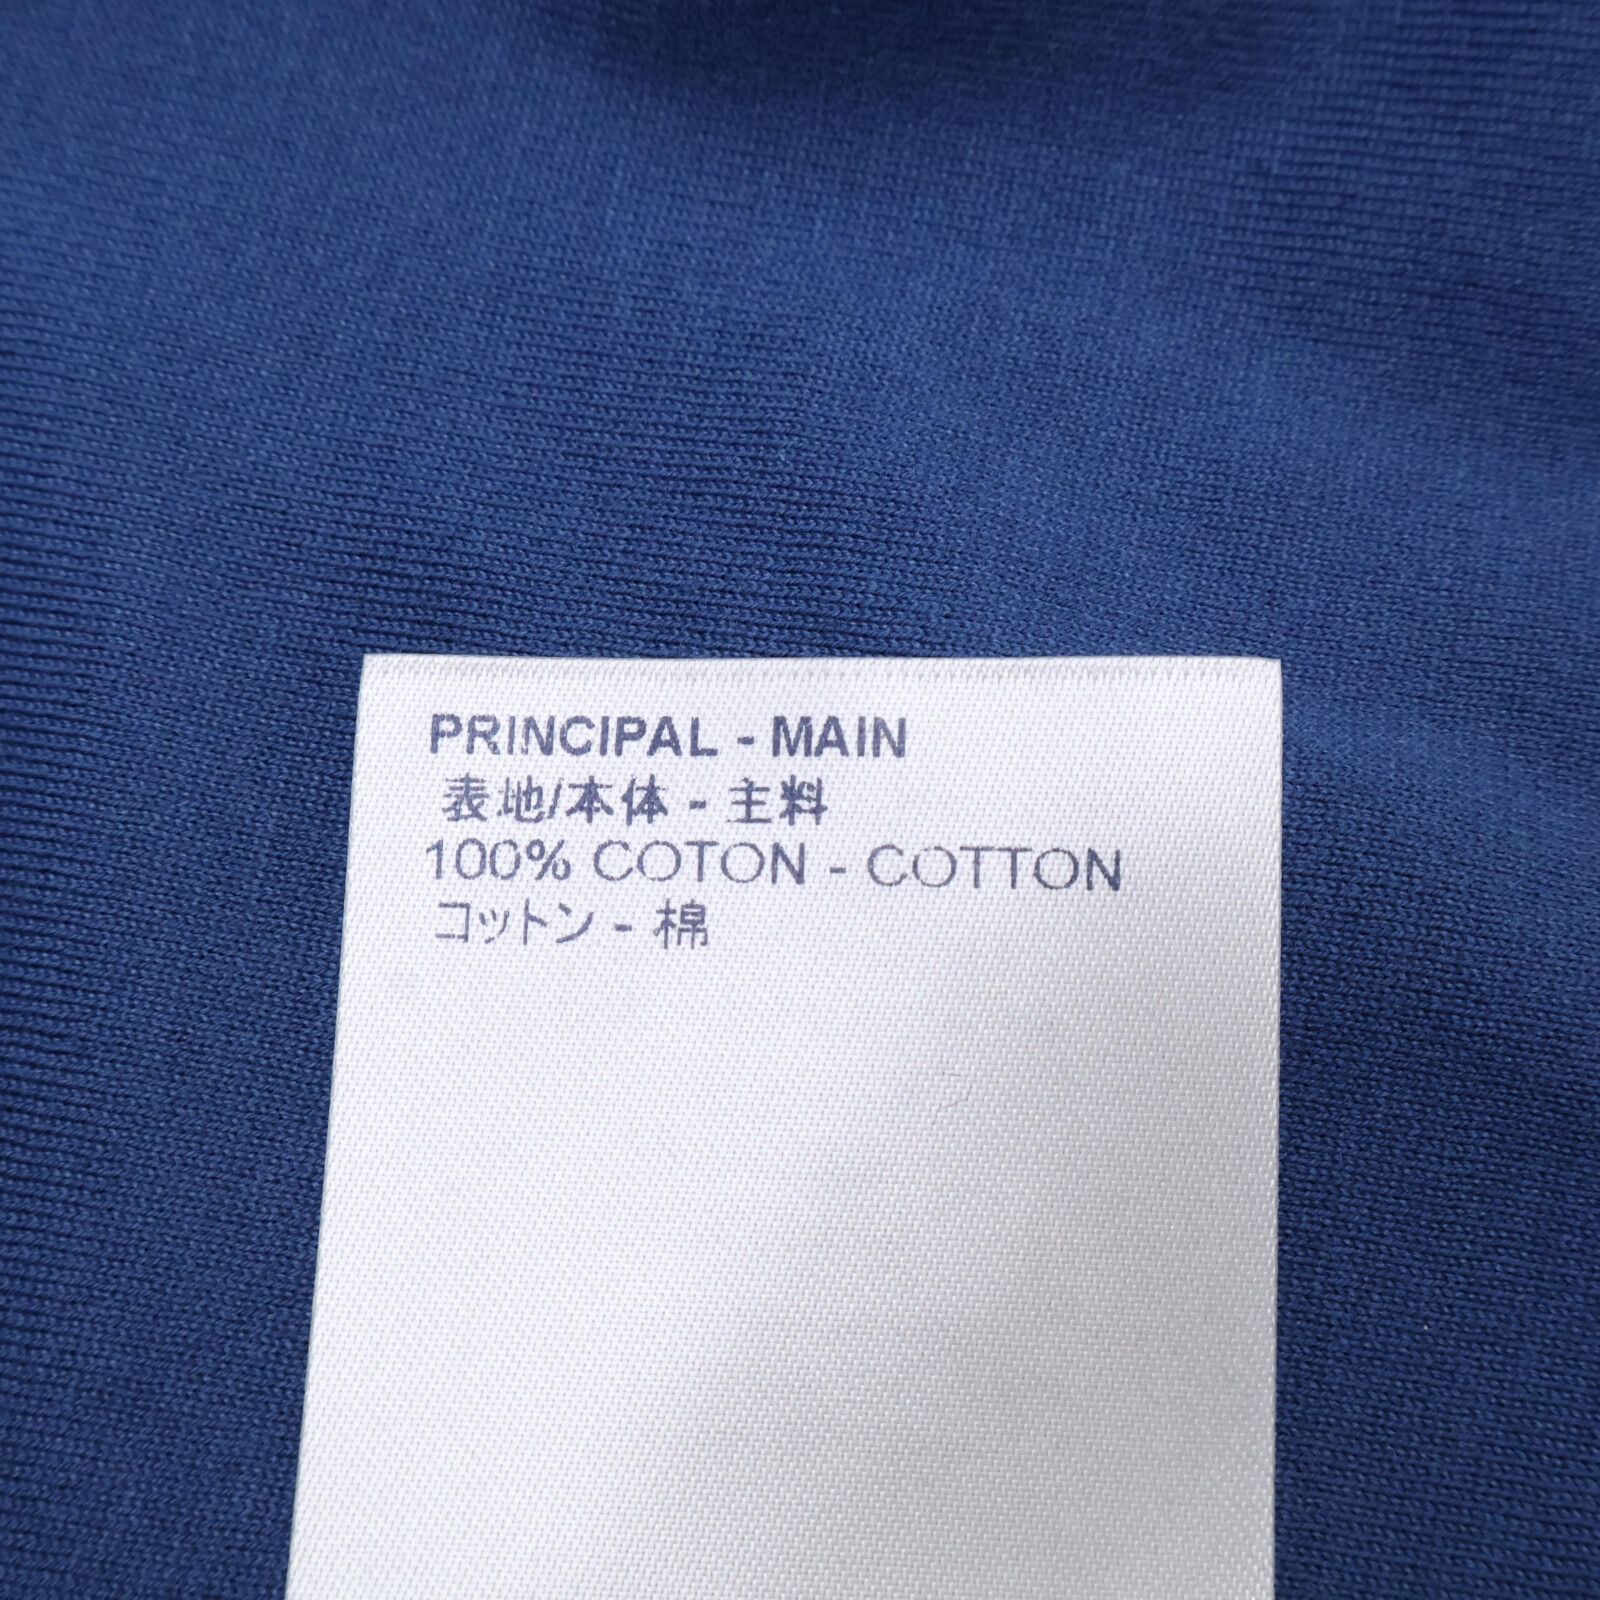 PRINCIPAL - MAIN
表地/本体 - 主料
100% COTON - COTTON
コットン - 棉